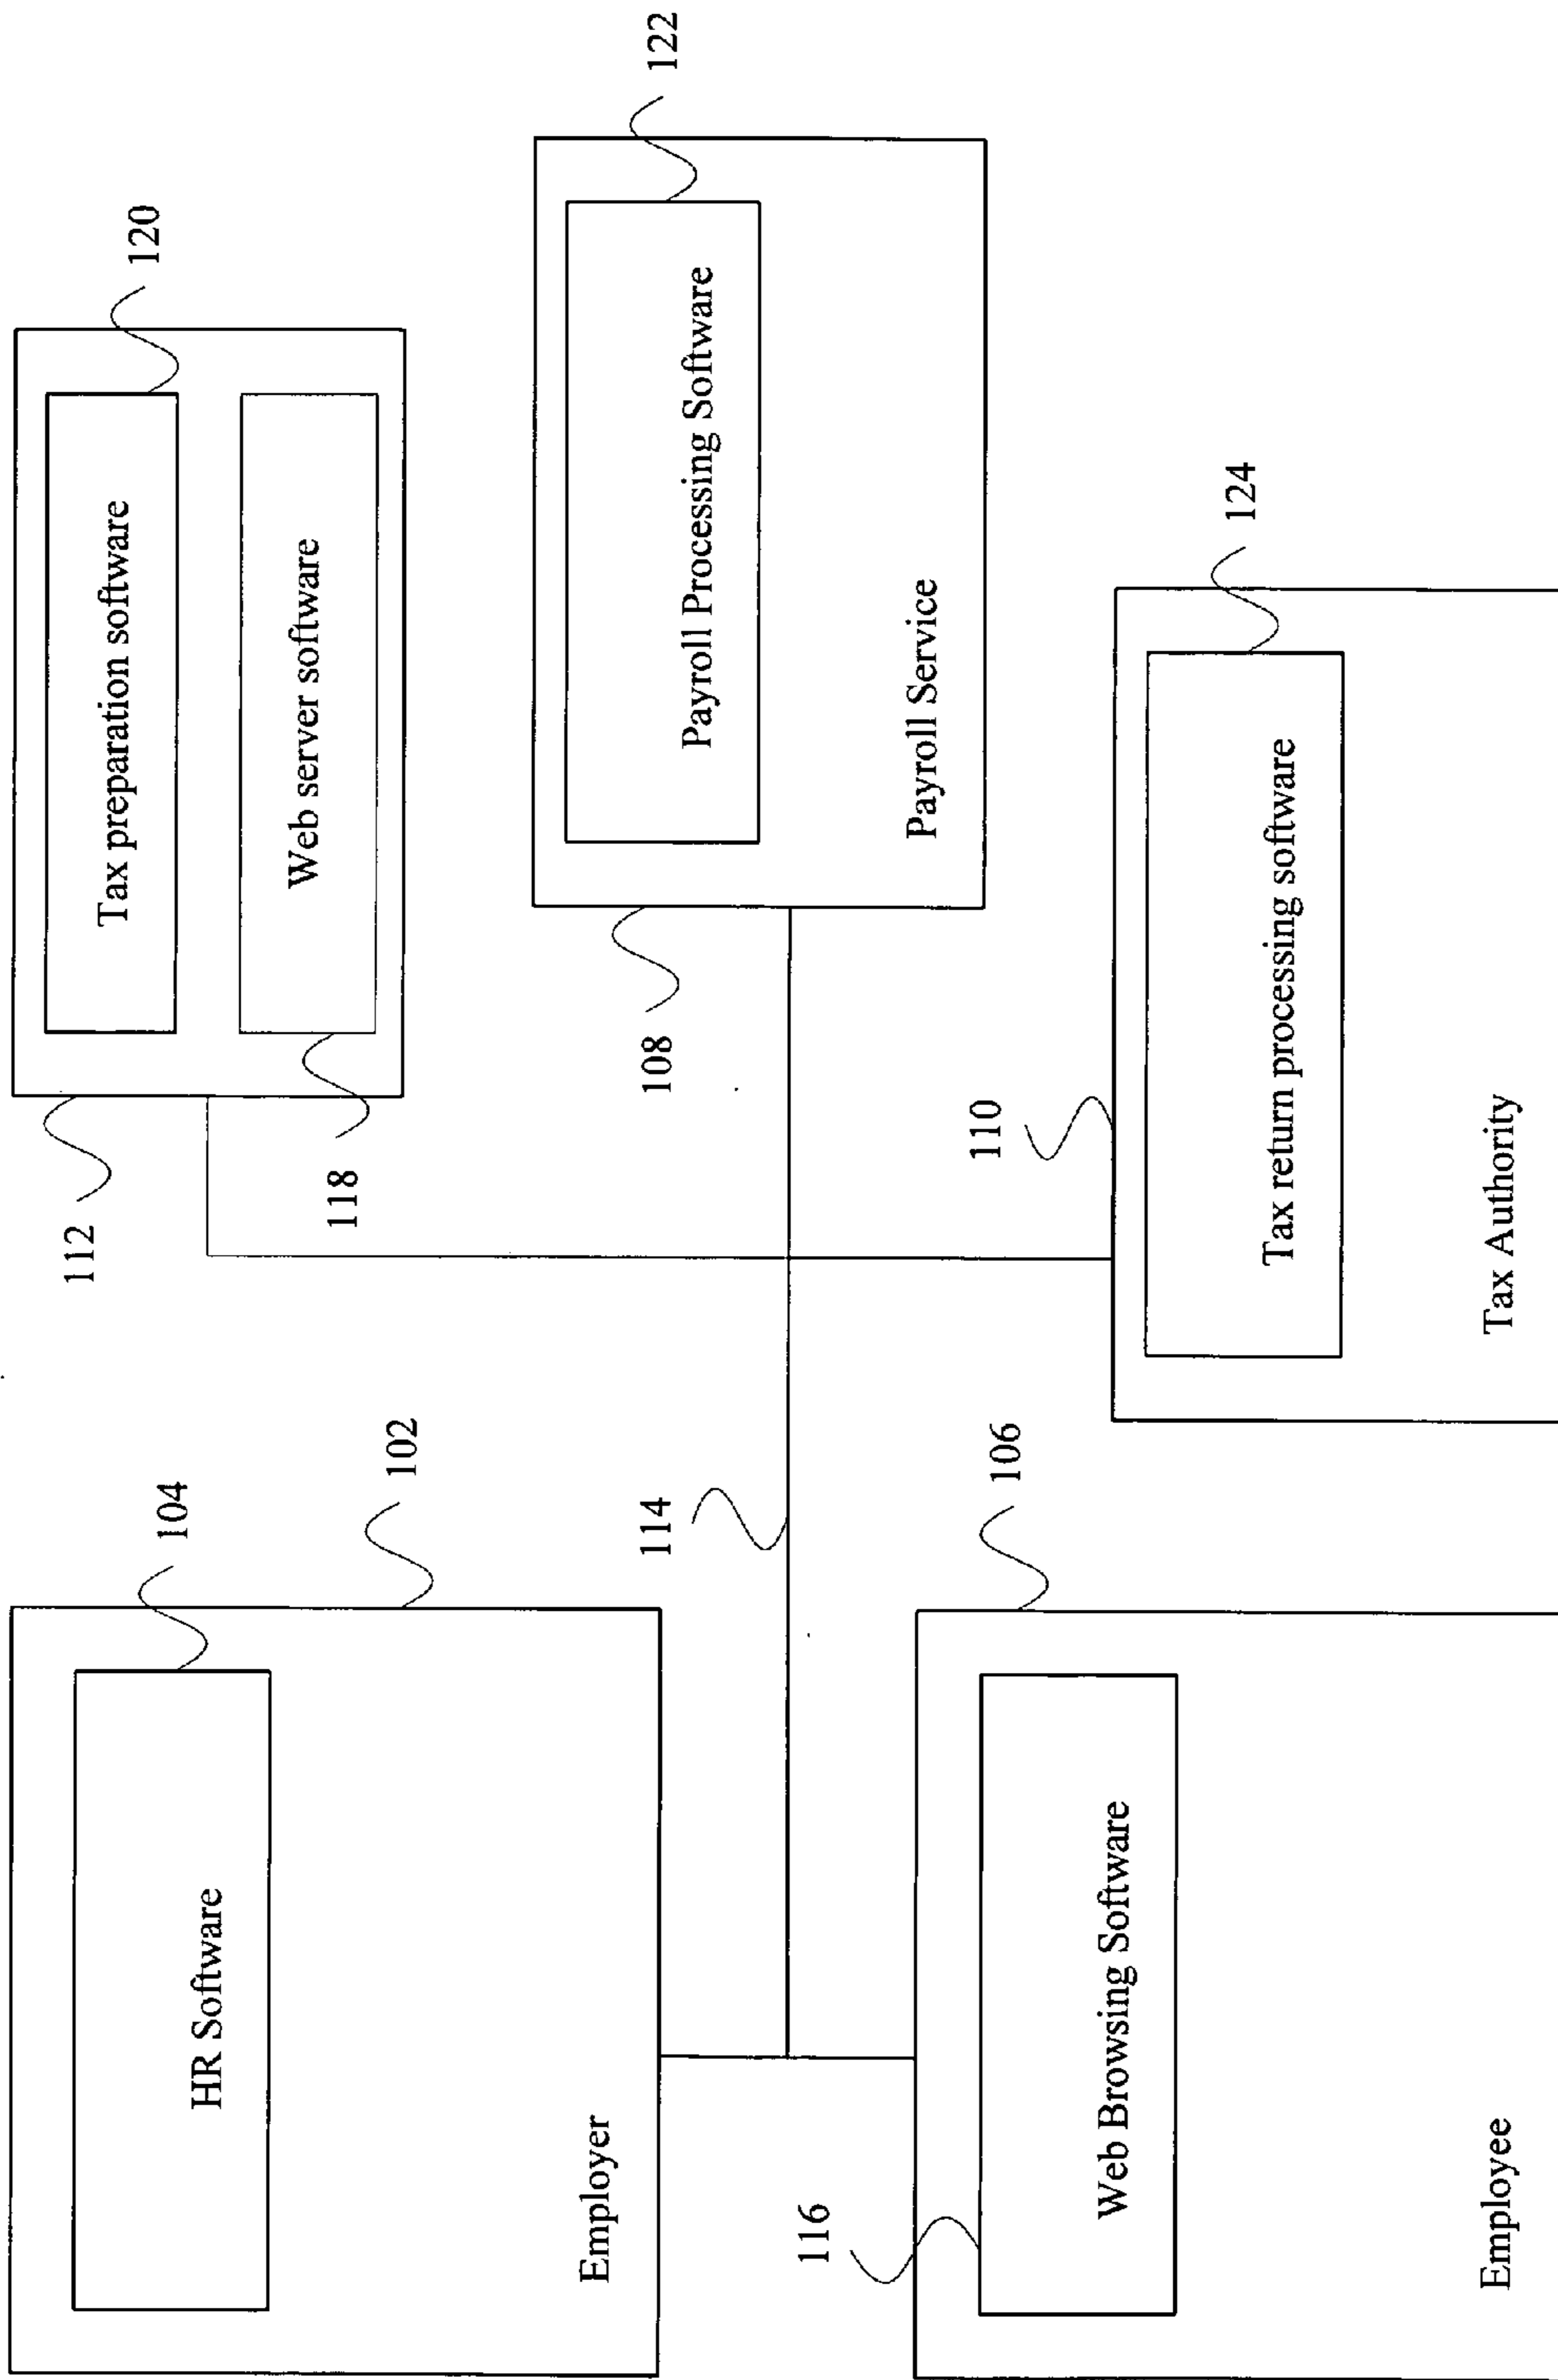 HR Software
104
Employer
102
114
116
Web Browsing Software
Employee
106
112
Tax preparation software
120
Web server software
118
Payroll Processing Software
122
Payroll Service
108
110
Tax return processing software
124
Tax Authority